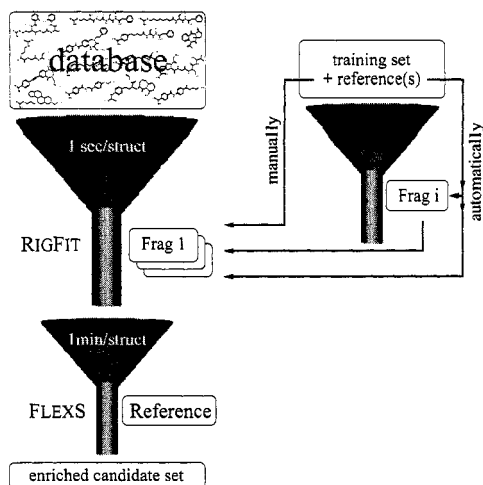 database
training set
+ reference(s)
1 sec/struct
manually
automatically
Frag i
RIGFIT
Frag 1
1min/struct
FLEXS
Reference
enriched candidate set